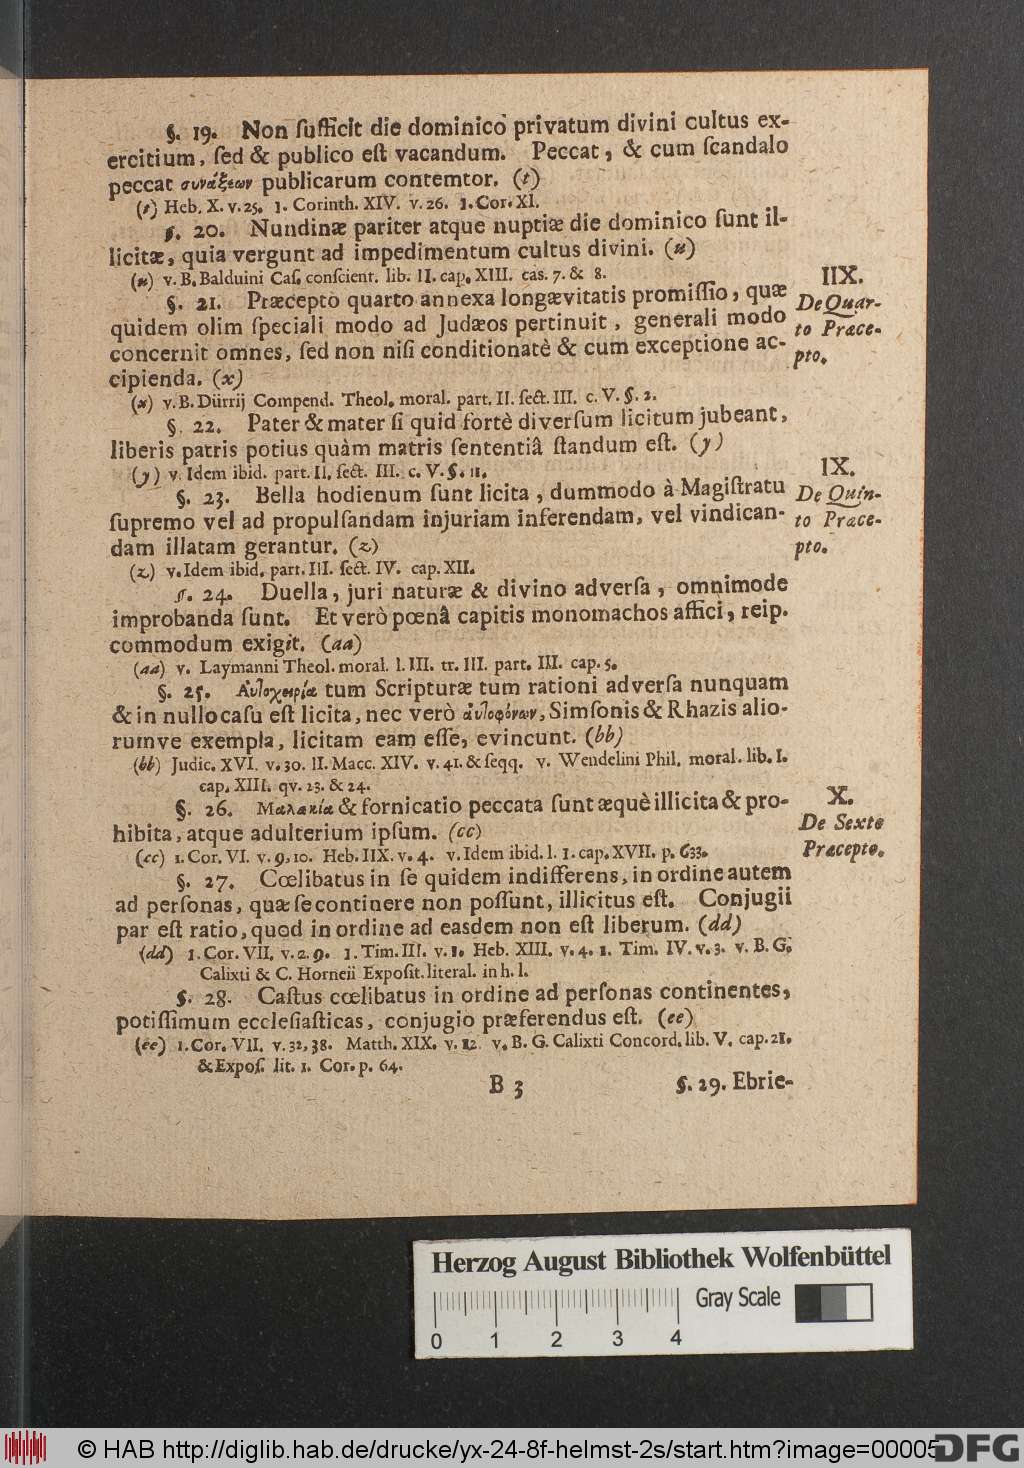 §. 19. Non ſufficit die dominico privatum divini cultus ex-
ercitium, ſed & publico eſt vacandum. Peccat, & cum ſcandalo
peccat συνάξεων publicarum contemtor. (t)
(t) Heb. X. v. 25. 1. Corinth. XIV. v. 26. 1. Cor. XI.
§. 20. Nundinæ pariter atque nuptiæ die dominico ſunt il-
licitæ, quia vergunt ad impedimentum cultus divini. (u)
(u) v. B. Balduini Caſ. conſcient. lib. II. cap. XIII. cas. 7. & 8.
§. 21. Præcepto quarto annexa longævitatis promiſſio, quæ
quidem olim ſpeciali modo ad Judæos pertinuit, generali modo
concernit omnes, ſed non niſi conditionatè & cum exceptione ac-
cipienda. (x)
(x) v. B. Dürrij Compend. Theol. moral. part. II. ſect. III. c. V. §. 2.
IIX.
De Quar-
to Præce-
pto.
§. 22. Pater & mater ſi quid fortè diverſum licitum jubeant,
liberis patris potius quàm matris ſententiâ ſtandum eſt. (y)
(y) v. Idem ibid. part. II. ſect. III. c. V. §. 11.
§. 23. Bella hodienum ſunt licita, dummodo à Magiſtratu
ſupremo vel ad propulſandam injuriam inferendam, vel vindican-
dam illatam gerantur. (z)
(z) v. Idem ibid. part. III. ſect. IV. cap. XII.
IX.
De Quin-
to Præce-
pto.
§. 24. Duella, juri naturæ & divino adverſa, omnimode
improbanda ſunt. Et verò pœnâ capitis monomachos affici, reip.
commodum exigit. (aa)
(aa) v. Laymanni Theol. moral. l. III. tr. III. part. III. cap. 5.
§. 25. Αὐτοχειρία tum Scripturæ tum rationi adverſa nunquam
& in nullo caſu eſt licita, nec verò αὐτοφόνων, Simſonis & Rhazis alio-
rumve exempla, licitam eam eſſe, evincunt. (bb)
(bb) Judic. XVI. v. 30. II. Macc. XIV. v. 41. & ſeqq. v. Wendelini Phil. moral. lib. I.
cap. XIII. qv. 23. & 24.
§. 26. Μαλακία & fornicatio peccata ſunt æquè illicita & pro-
hibita, atque adulterium ipſum. (cc)
(cc) 1. Cor. VI. v. 9, 10. Heb. IIX. v. 4. v. Idem ibid. l. 1. cap. XVII. p. 633.
X.
De Sexto
Præcepto.
§. 27. Cœlibatus in ſe quidem indifferens, in ordine autem
ad perſonas, quæ ſe continere non poſſunt, illicitus eſt. Conjugii
par eſt ratio, quod in ordine ad easdem non eſt liberum. (dd)
(dd) 1. Cor. VII. v. 2. 9. 1. Tim. III. v. 1. Heb. XIII. v. 4. 1. Tim. IV. v. 3. v. B. G.
Calixti & C. Horneii Expoſit. literal. in h. l.
§. 28. Caſtus cœlibatus in ordine ad perſonas continentes,
potiſſimum eccleſiaſticas, conjugio præferendus eſt. (ee)
(ee) 1. Cor. VII. v. 32, 38. Matth. XIX. v. 12. v. B. G. Calixti Concord. lib. V. cap. 21.
& Expoſ. lit. 1. Cor. p. 64.
B 3 §. 29. Ebrie-
Herzog August Bibliothek Wolfenbüttel
Gray Scale
0 1 2 3 4
© HAB http://diglib.hab.de/drucke/yx-24-8f-helmst-2s/start.htm?image=00005
DFG